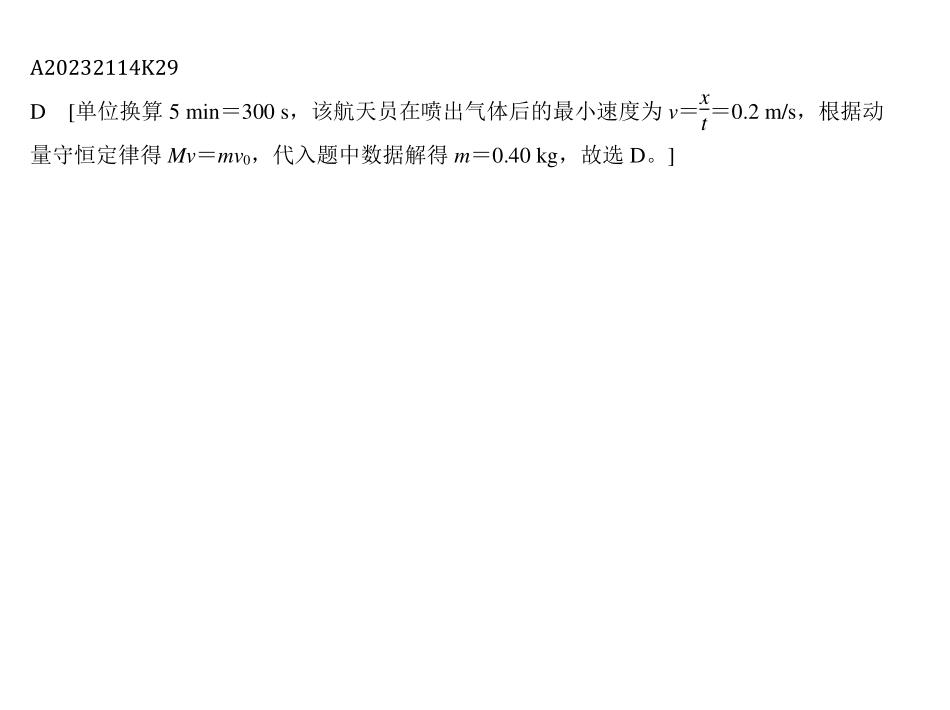 A20232114K29
D [单位换算 5 min＝300 s，该航天员在喷出气体后的最小速度为 v＝x/t＝0.2 m/s，根据动
量守恒定律得 Mv＝mv₀，代入题中数据解得 m＝0.40 kg，故选 D。]